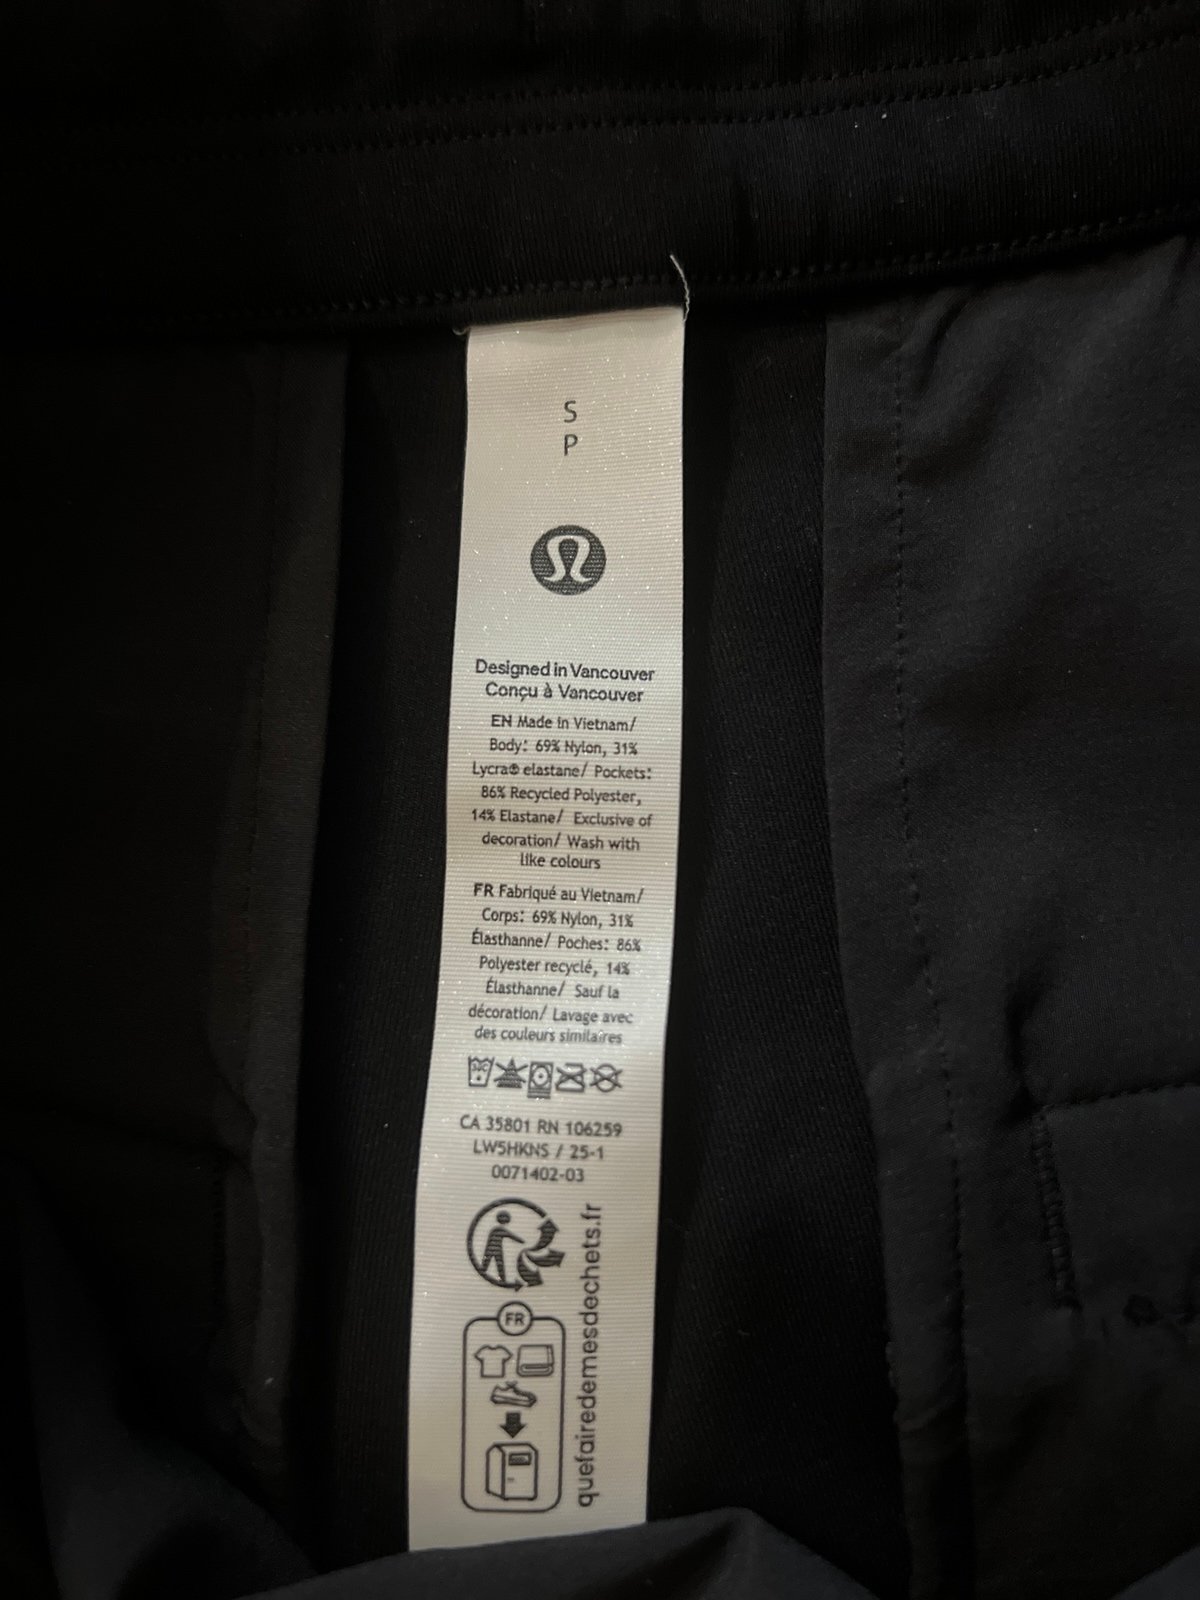 S
P
Designed in Vancouver
Conçu à Vancouver
EN Made in Vietnam/
Body: 69% Nylon, 31%
Lycra® elastane/ Pockets:
86% Recycled Polyester,
14% Elastane/ Exclusive of
decoration/ Wash with
like colours
FR Fabriqué au Vietnam/
Corps: 69% Nylon, 31%
Élasthanne/ Poches: 86%
Polyester recyclé, 14%
Élasthanne/ Sauf la
décoration/ Lavage avec
des couleurs similaires
CA 35801 RN 106259
LW5HKNS / 25-1
0071402-03
FR
quefairedemesdechets.fr